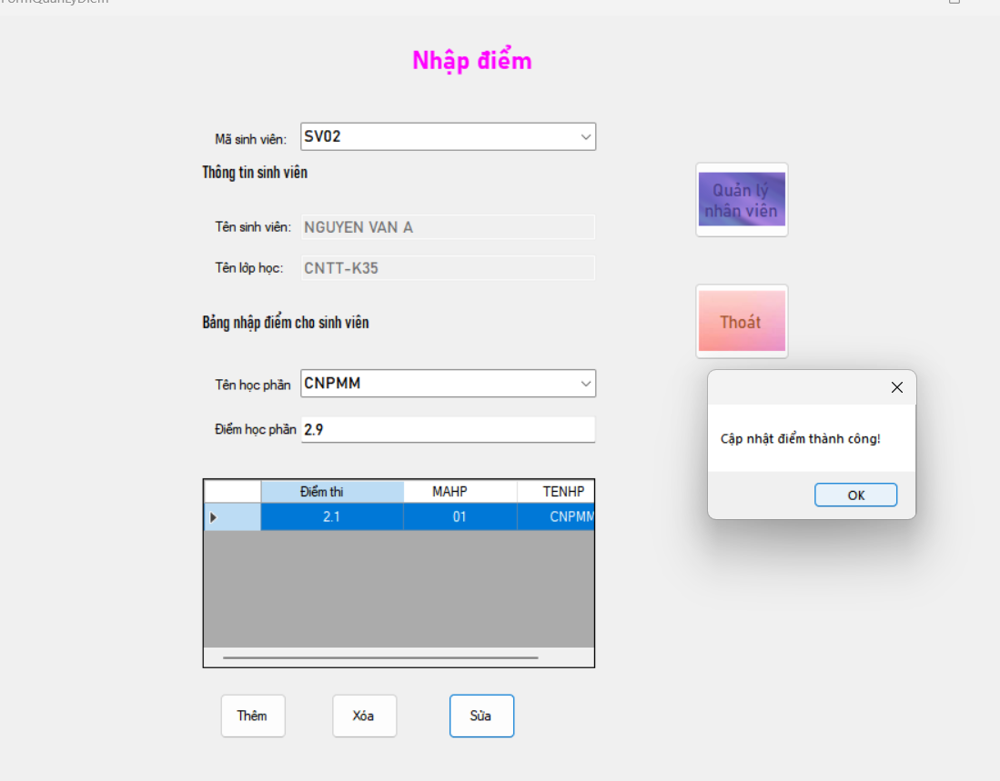 FormQuanLyDiem
Nhập điểm
Mã sinh viên: SV02
Thông tin sinh viên
Quản lý
nhân viên
Tên sinh viên: NGUYEN VAN A
Tên lớp học: CNTT-K35
Thoát
Bảng nhập điểm cho sinh viên
Tên học phần CNPMM
Điểm học phần 2.9
Cập nhật điểm thành công!
OK
Điểm thi MAHP TENHP
2.1 01 CNPMM
Thêm Xóa Sửa